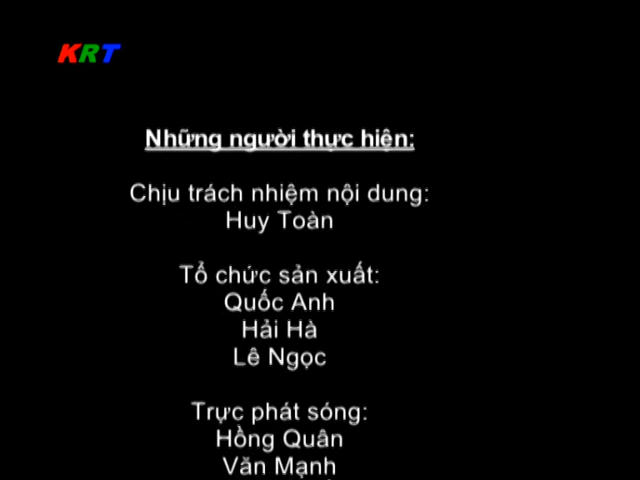 KRT
Những người thực hiện:
Chịu trách nhiệm nội dung:
Huy Toàn
Tổ chức sản xuất:
Quốc Anh
Hải Hà
Lê Ngọc
Trực phát sóng:
Hồng Quân
Văn Mạnh